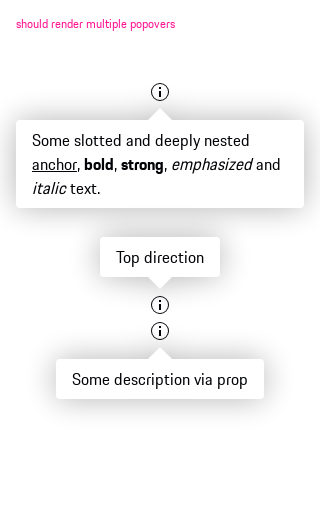 should render multiple popovers
Some slotted and deeply nested
anchor, bold, strong, emphasized and
italic text.
Top direction
Some description via prop